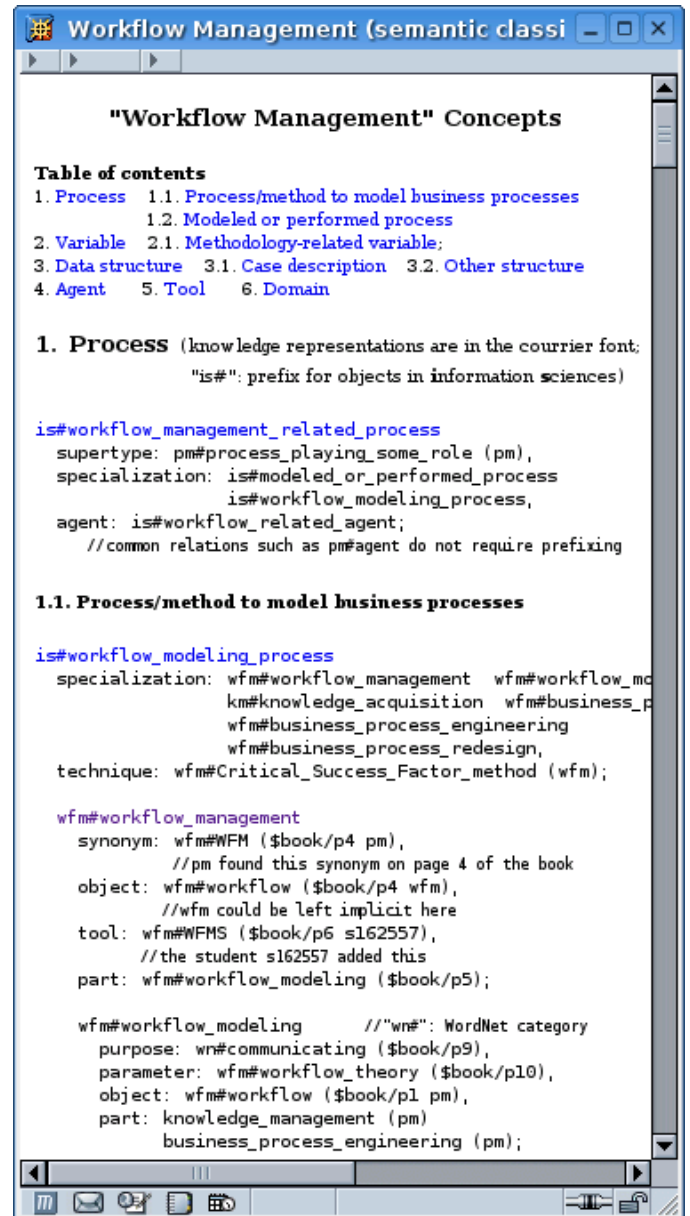 Workflow Management (semantic classi
"Workflow Management" Concepts
Table of contents
1. Process 1.1. Process/method to model business processes
1.2. Modeled or performed process
2. Variable 2.1. Methodology-related variable;
3. Data structure 3.1. Case description 3.2. Other structure
4. Agent 5. Tool 6. Domain
1. Process (knowledge representations are in the courrier font;
"is#": prefix for objects in information sciences)
is#workflow_management_related_process
supertype: pm#process_playing_some_role (pm),
specialization: is#modeled_or_performed_process
is#workflow_modeling_process,
agent: is#workflow_related_agent;
//common relations such as pm#agent do not require prefixing
1.1. Process/method to model business processes
is#workflow_modeling_process
specialization: wfm#workflow_management wfm#workflow_mo
km#knowledge_acquisition wfm#business_p
wfm#business_process_engineering
wfm#business_process_redesign,
technique: wfm#Critical_Success_Factor_method (wfm);
wfm#workflow_management
synonym: wfm#WFM ($book/p4 pm),
//pm found this synonym on page 4 of the book
object: wfm#workflow ($book/p4 wfm),
//wfm could be left implicit here
tool: wfm#WFMS ($book/p6 s162557),
//the student s162557 added this
part: wfm#workflow_modeling ($book/p5);
wfm#workflow_modeling //"wn#": WordNet category
purpose: wn#communicating ($book/p9),
parameter: wfm#workflow_theory ($book/p10),
object: wfm#workflow ($book/p1 pm),
part: knowledge_management (pm)
business_process_engineering (pm);